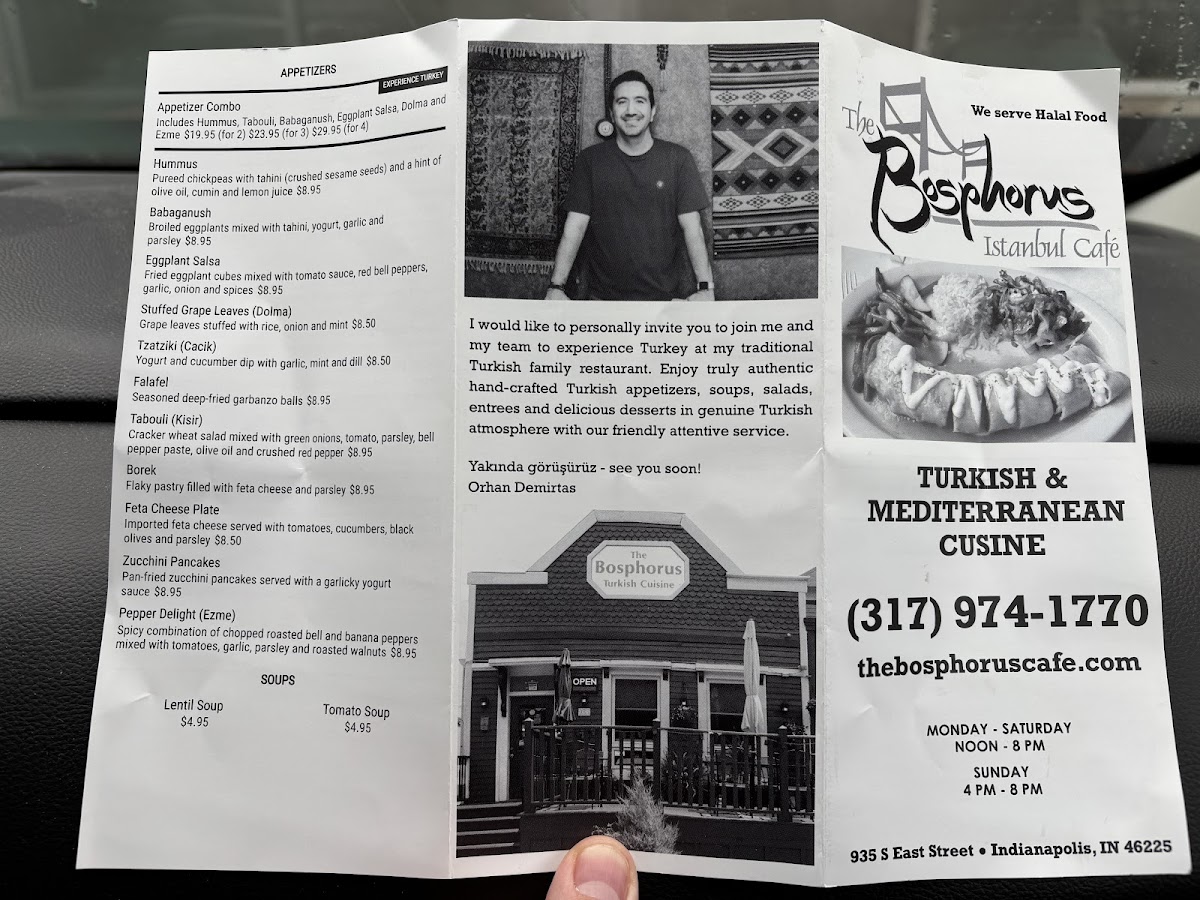 APPETIZERS
EXPERIENCE TURKEY
Appetizer Combo
Includes Hummus, Tabouli, Babaganush, Eggplant Salsa, Dolma and
Ezme $19.95 (for 2) $23.95 (for 3) $29.95 (for 4)
Hummus
Pureed chickpeas with tahini (crushed sesame seeds) and a hint of
olive oil, cumin and lemon juice $8.95
Babaganush
Broiled eggplants mixed with tahini, yogurt, garlic and
parsley $8.95
Eggplant Salsa
Fried eggplant cubes mixed with tomato sauce, red bell peppers,
garlic, onion and spices $8.95
Stuffed Grape Leaves (Dolma)
Grape leaves stuffed with rice, onion and mint $8.50
Tzatziki (Cacik)
Yogurt and cucumber dip with garlic, mint and dill $8.50
Falafel
Seasoned deep-fried garbanzo balls $8.95
Tabouli (Kisir)
Cracker wheat salad mixed with green onions, tomato, parsley, bell
pepper paste, olive oil and crushed red pepper $8.95
Borek
Flaky pastry filled with feta cheese and parsley $8.95
Feta Cheese Plate
Imported feta cheese served with tomatoes, cucumbers, black
olives and parsley $8.50
Zucchini Pancakes
Pan-fried zucchini pancakes served with a garlicky yogurt
sauce $8.95
Pepper Delight (Ezme)
Spicy combination of chopped roasted bell and banana peppers
mixed with tomatoes, garlic, parsley and roasted walnuts $8.95
SOUPS
Lentil Soup
$4.95
Tomato Soup
$4.95
I would like to personally invite you to join me and
my team to experience Turkey at my traditional
Turkish family restaurant. Enjoy truly authentic
hand-crafted Turkish appetizers, soups, salads,
entrees and delicious desserts in genuine Turkish
atmosphere with our friendly attentive service.
Yakında görüşürüz - see you soon!
Orhan Demirtas
The
Bosphorus
Turkish Cuisine
OPEN
We serve Halal Food
The
Bosphorus
Istanbul Café
TURKISH &
MEDITERRANEAN
CUSINE
(317) 974-1770
thebosphoruscafe.com
MONDAY - SATURDAY
NOON - 8 PM
SUNDAY
4 PM - 8 PM
935 S East Street • Indianapolis, IN 46225